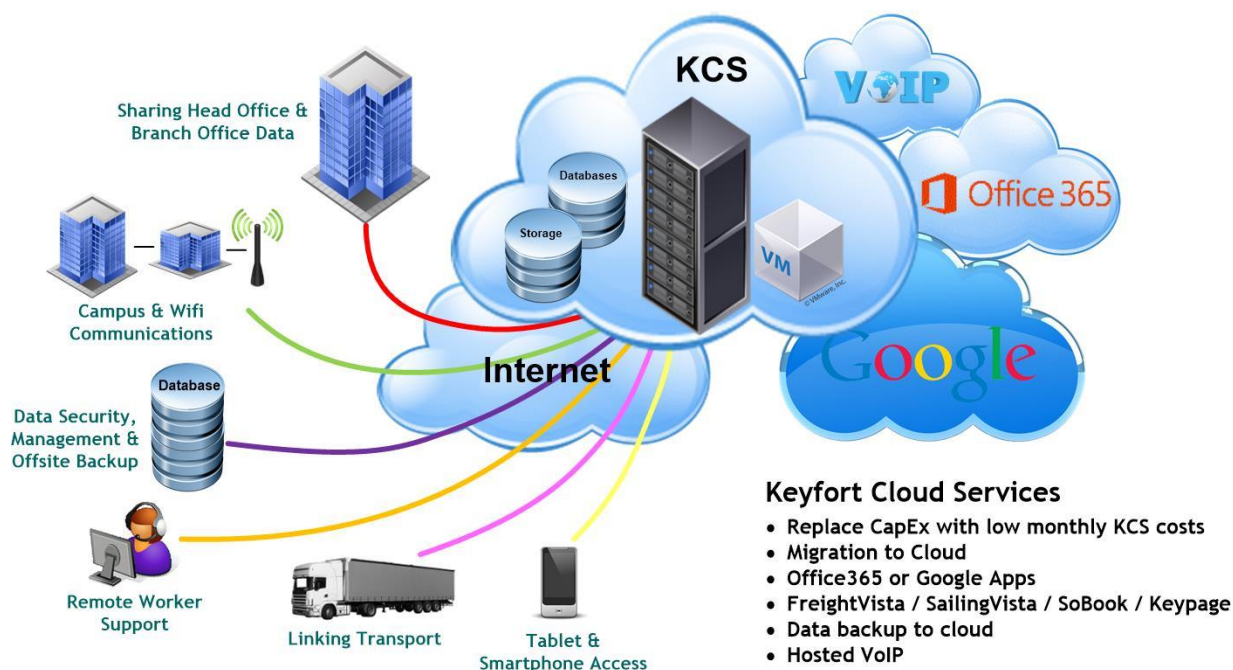 KCS
VOIP
Sharing Head Office &
Branch Office Data
Databases
Office 365
Storage
VM
© VMware, Inc.
Campus & Wifi
Communications
Internet
Google
Database
Data Security,
Management &
Offsite Backup
Keyfort Cloud Services
• Replace CapEx with low monthly KCS costs
• Migration to Cloud
• Office365 or Google Apps
• FreightVista / SailingVista / SoBook / Keypage
• Data backup to cloud
• Hosted VoIP
Remote Worker
Support
Linking Transport
Tablet &
Smartphone Access